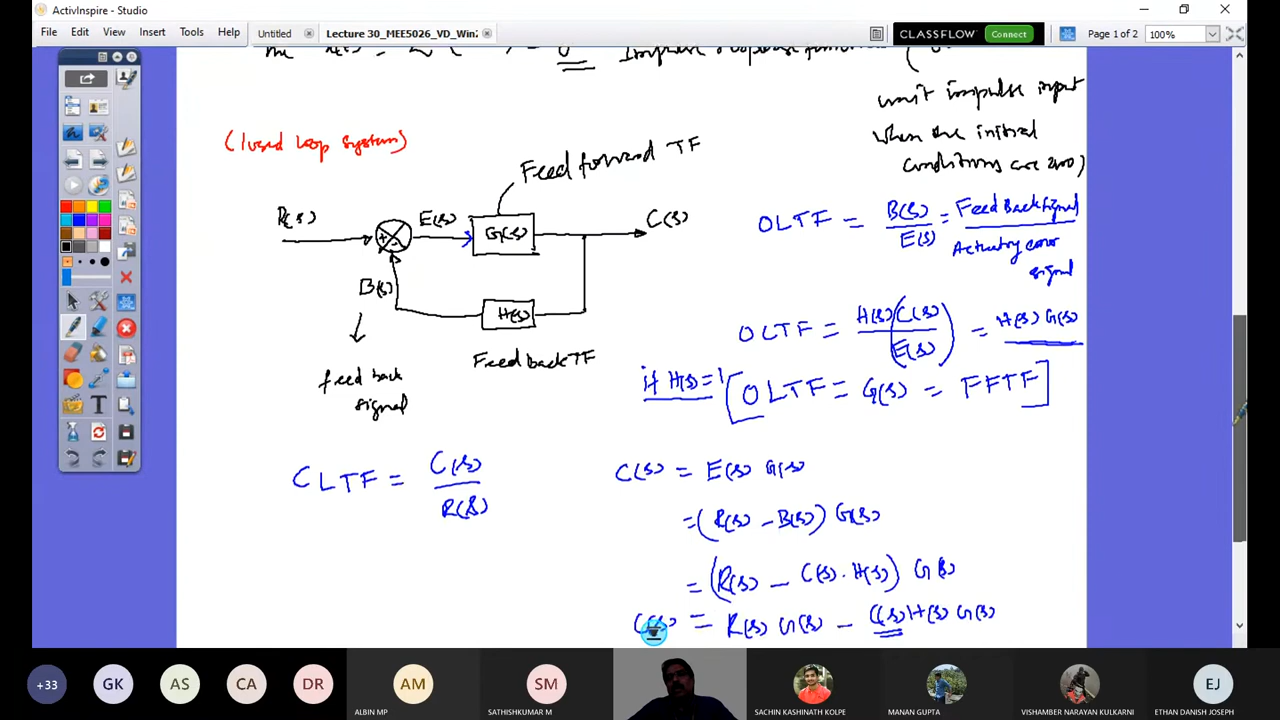 ActivInspire - Studio
File Edit View Insert Tools Help
Untitled
Lecture 30_MEE5026_VD_Win2
CLASSFLOW Connect
Page 1 of 2 100%
unit impulse input
when the initial
conditions are zero)
(losed loop system)
Feed forward TF
R(s)
E(s)
G(s)
C(s)
+
-
B(s)
H(s)
Feed back TF
feed back
signal
OLTF = B(s) / E(s) = Feed Back Signal / Actuating error signal
OLTF = H(s) (C(s) / E(s)) = H(s) G(s)
if H(s)=1 [OLTF = G(s) = FFTF]
CLTF = C(s) / R(s)
C(s) = E(s) G(s)
= (R(s) - B(s)) G(s)
= (R(s) - C(s) . H(s)) G(s)
C(s) = R(s) G(s) - C(s) H(s) G(s)
+33 GK AS CA DR AM SM EJ
ALBIN MP
SATHISHKUMAR M
SACHIN KASHINATH KOLPE
MANAN GUPTA
VISHAMBER NARAYAN KULKARNI
ETHAN DANISH JOSEPH